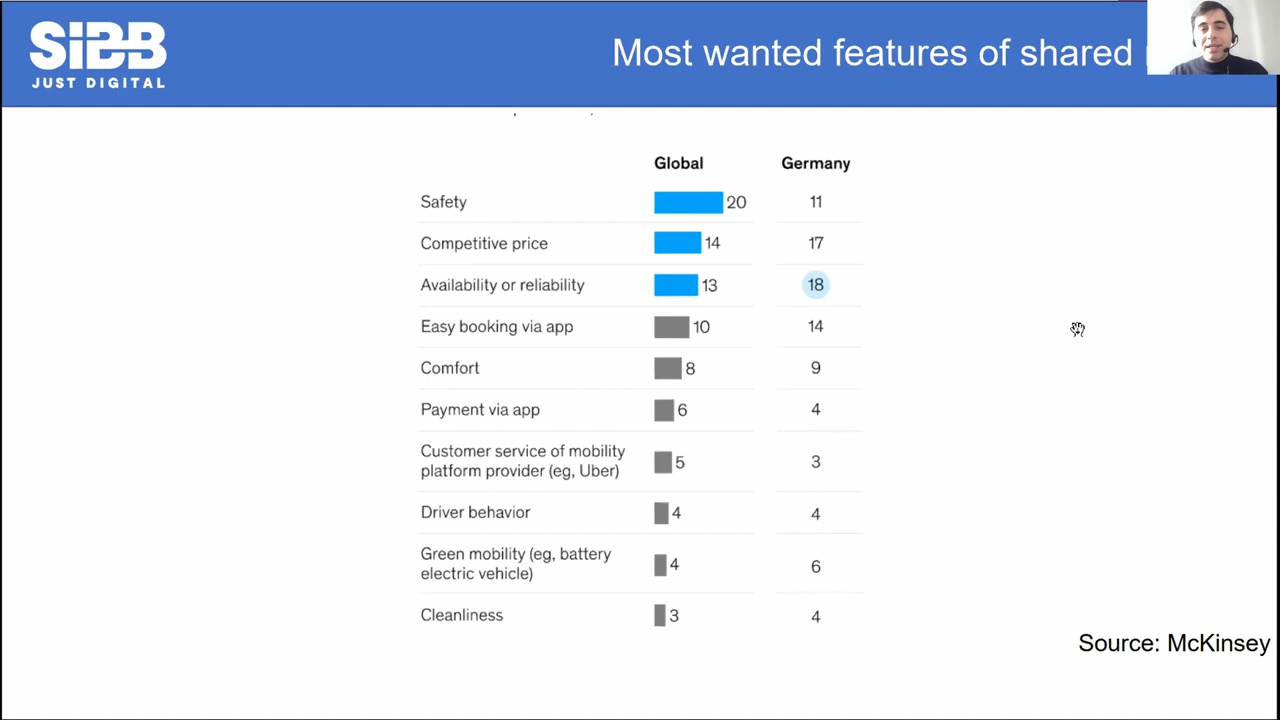 SiBB
JUST DIGITAL
Most wanted features of shared
Global Germany
Safety 20 11
Competitive price 14 17
Availability or reliability 13 18
Easy booking via app 10 14
Comfort 8 9
Payment via app 6 4
Customer service of mobility
platform provider (eg, Uber) 5 3
Driver behavior 4 4
Green mobility (eg, battery
electric vehicle) 4 6
Cleanliness 3 4
Source: McKinsey